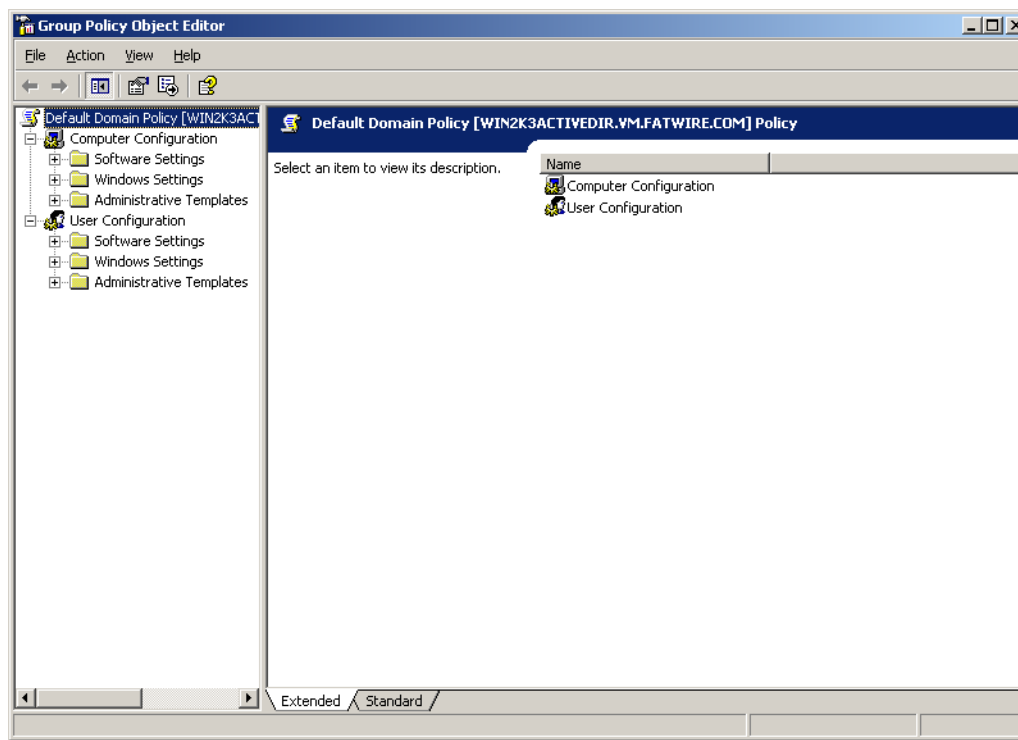 Group Policy Object Editor
File Action View Help
Default Domain Policy [WIN2K3ACT
Computer Configuration
Software Settings
Windows Settings
Administrative Templates
User Configuration
Software Settings
Windows Settings
Administrative Templates
Default Domain Policy [WIN2K3ACTIVEDIR.VM.FATWIRE.COM] Policy
Select an item to view its description.
Name
Computer Configuration
User Configuration
Extended Standard